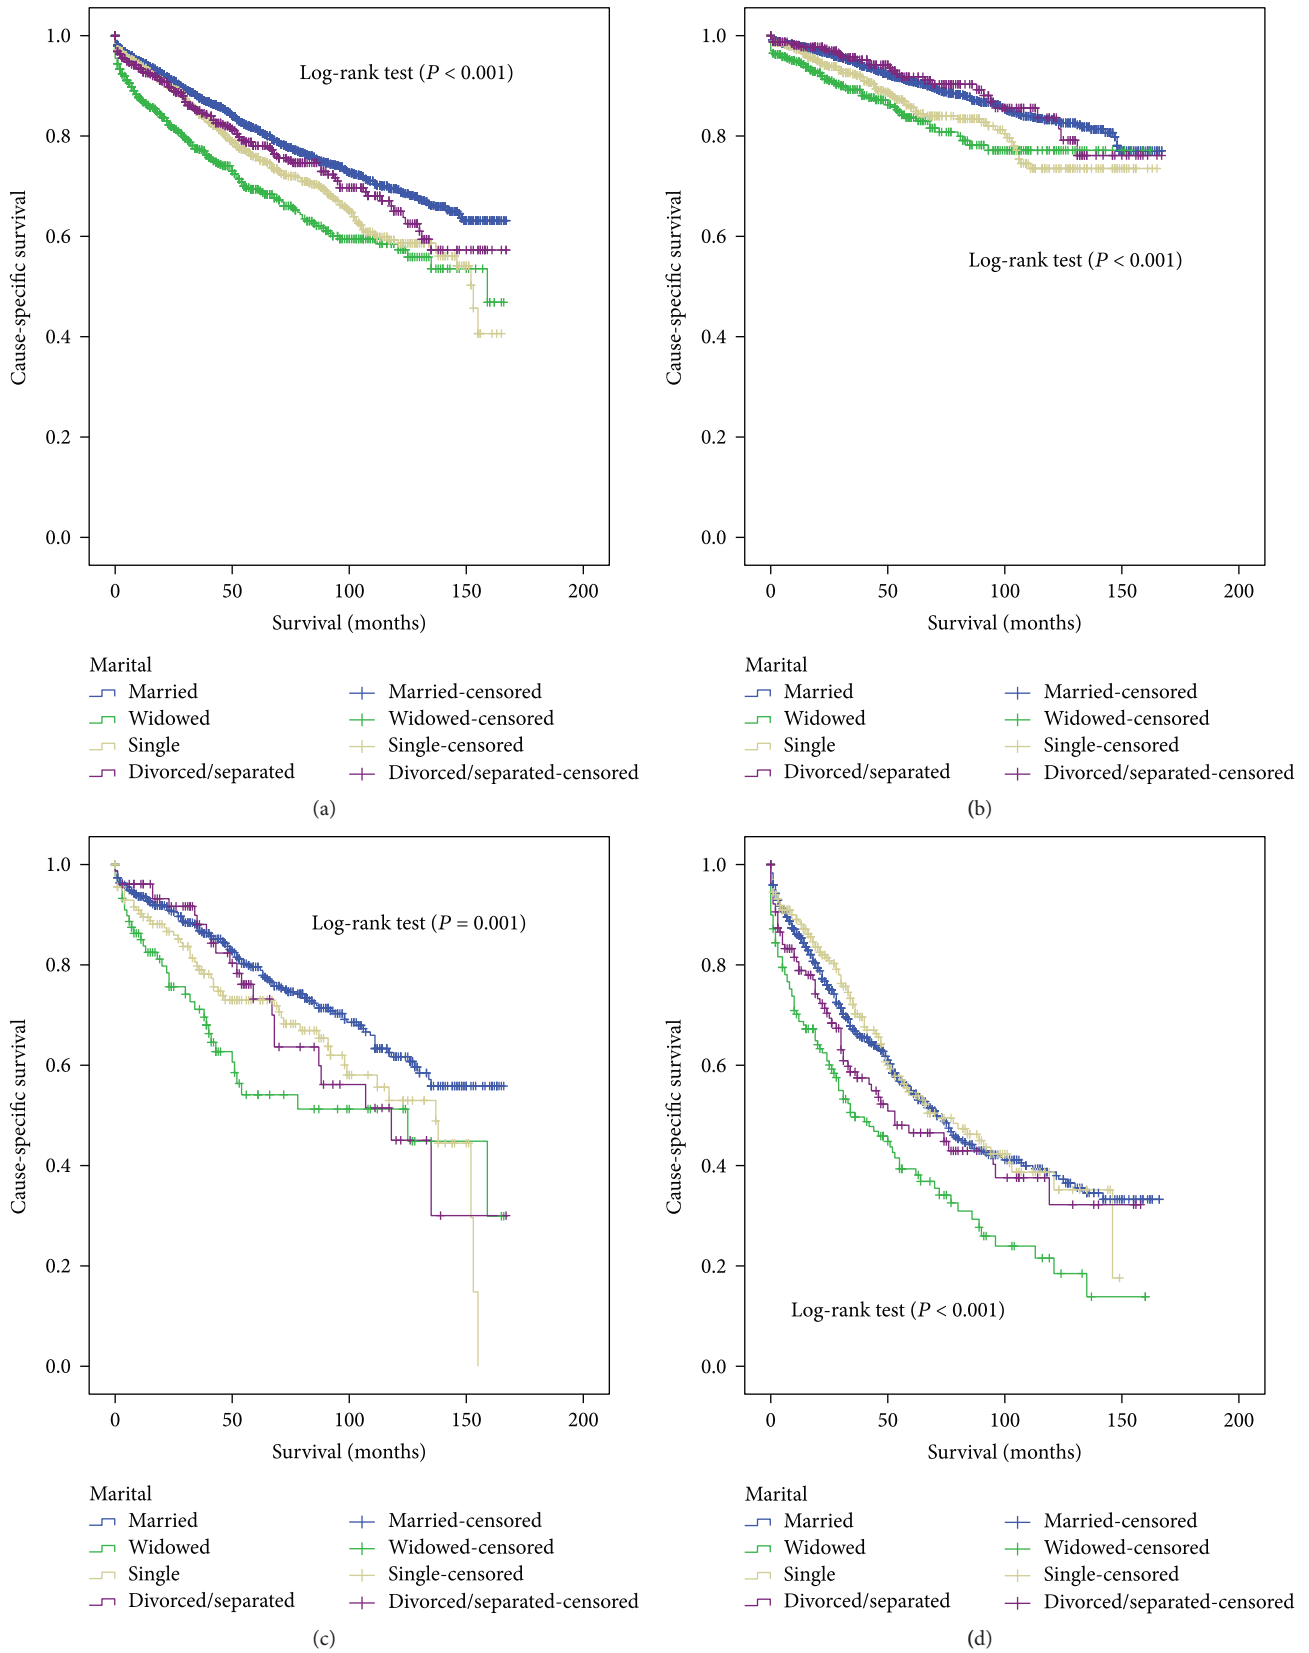 1.0
0.8
0.6
0.4
0.2
0.0
Cause-specific survival
Log-rank test (P < 0.001)
0 50 100 150 200
Survival (months)
Marital
Married Married-censored
Widowed Widowed-censored
Single Single-censored
Divorced/separated Divorced/separated-censored
(a)
1.0
0.8
0.6
0.4
0.2
0.0
Cause-specific survival
Log-rank test (P < 0.001)
0 50 100 150 200
Survival (months)
Marital
Married Married-censored
Widowed Widowed-censored
Single Single-censored
Divorced/separated Divorced/separated-censored
(b)
1.0
0.8
0.6
0.4
0.2
0.0
Cause-specific survival
Log-rank test (P = 0.001)
0 50 100 150 200
Survival (months)
Marital
Married Married-censored
Widowed Widowed-censored
Single Single-censored
Divorced/separated Divorced/separated-censored
(c)
1.0
0.8
0.6
0.4
0.2
0.0
Cause-specific survival
Log-rank test (P < 0.001)
0 50 100 150 200
Survival (months)
Marital
Married Married-censored
Widowed Widowed-censored
Single Single-censored
Divorced/separated Divorced/separated-censored
(d)